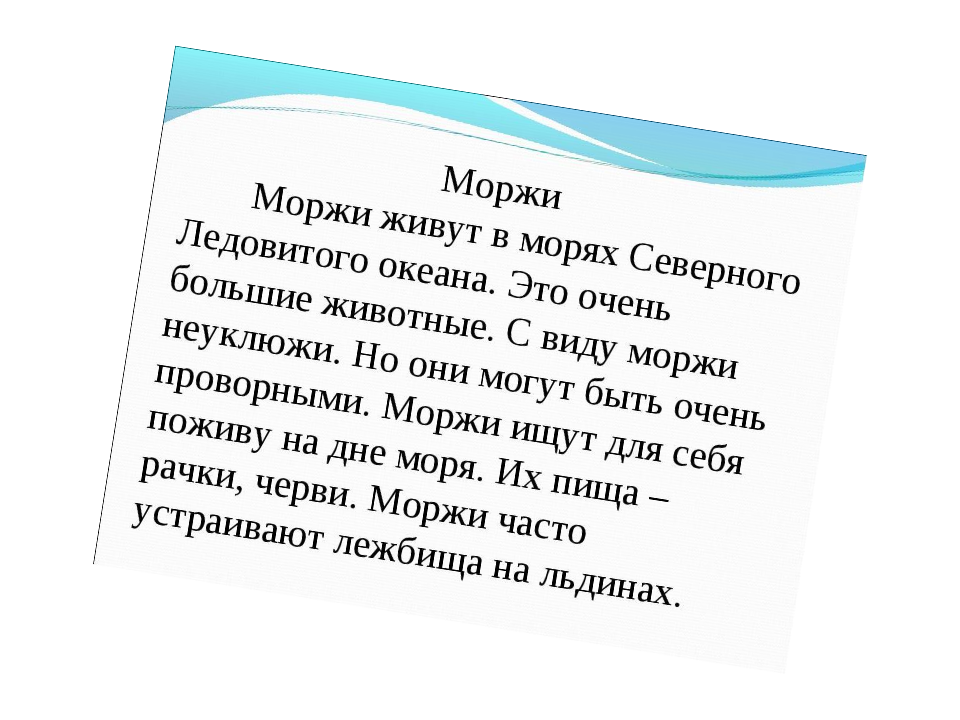 Моржи
Моржи живут в морях Северного
Ледовитого океана. Это очень
большие животные. С виду моржи
неуклюжи. Но они могут быть очень
проворными. Моржи ищут для себя
поживу на дне моря. Их пища –
рачки, черви. Моржи часто
устраивают лежбища на льдинах.